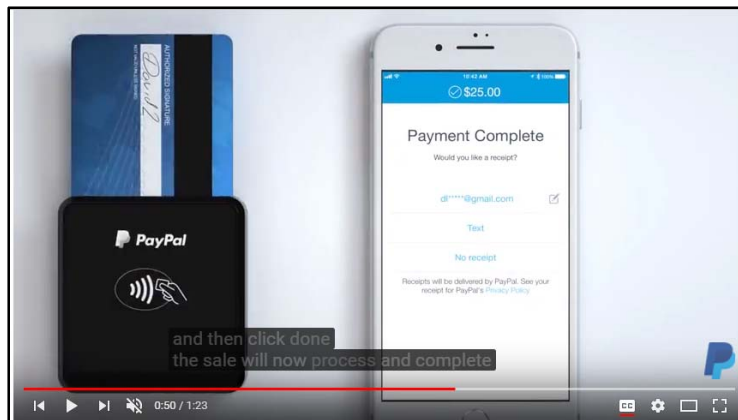 AUTHORIZED SIGNATURE
David Z
PayPal
10:42 AM
$25.00
Payment Complete
Would you like a receipt?
dl*****@gmail.com
Text
No receipt
Receipts will be delivered by PayPal. See your
receipt for PayPal's Privacy Policy
and then click done
the sale will now process and complete
0:50 / 1:23
CC